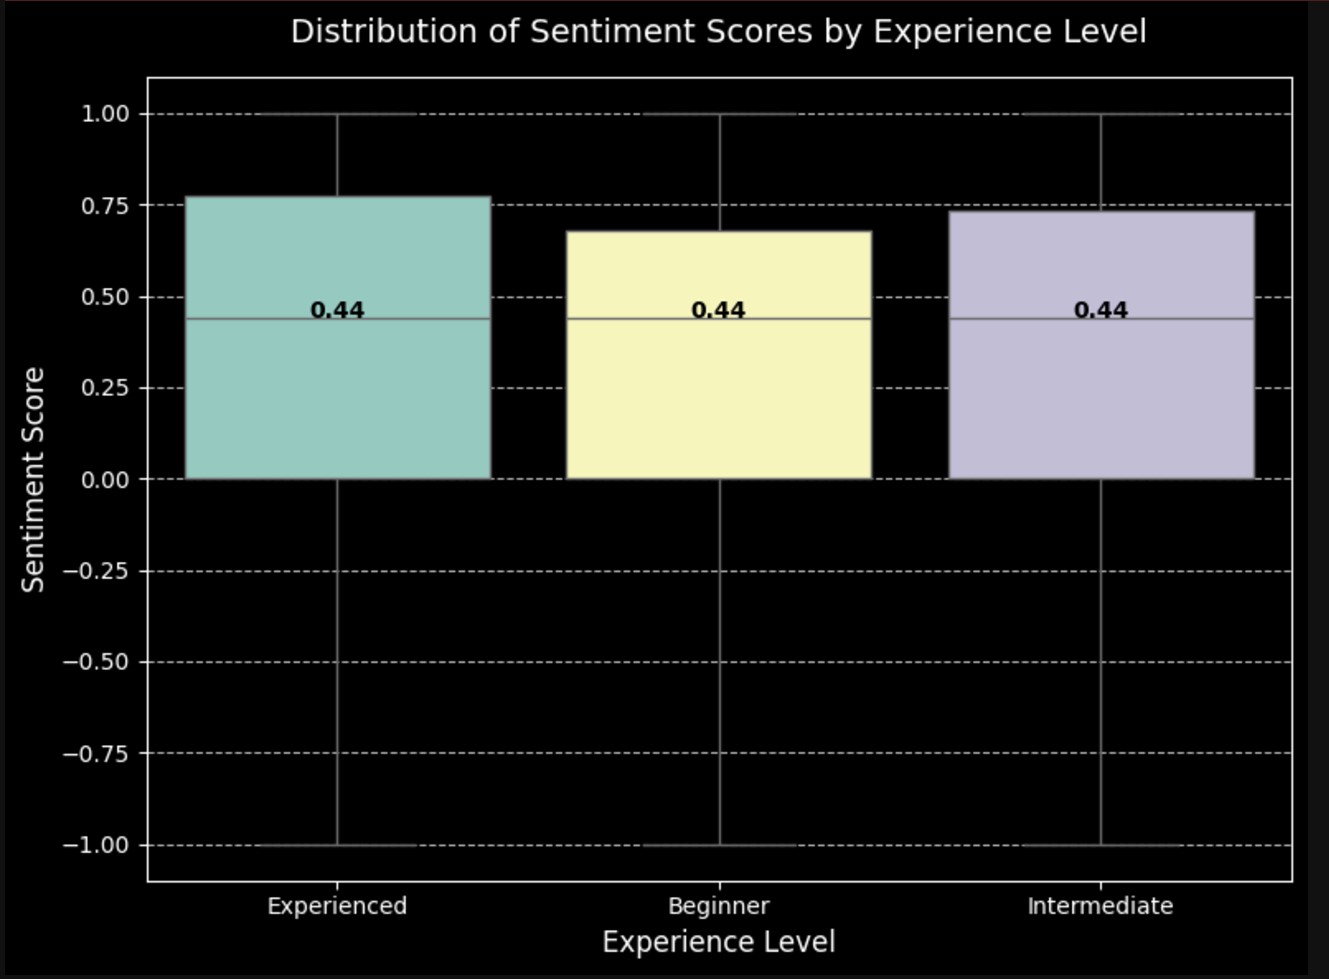 Distribution of Sentiment Scores by Experience Level
1.00
0.75
0.50
0.25
0.00
−0.25
−0.50
−0.75
−1.00
Sentiment Score
0.44
0.44
0.44
Experienced
Beginner
Intermediate
Experience Level